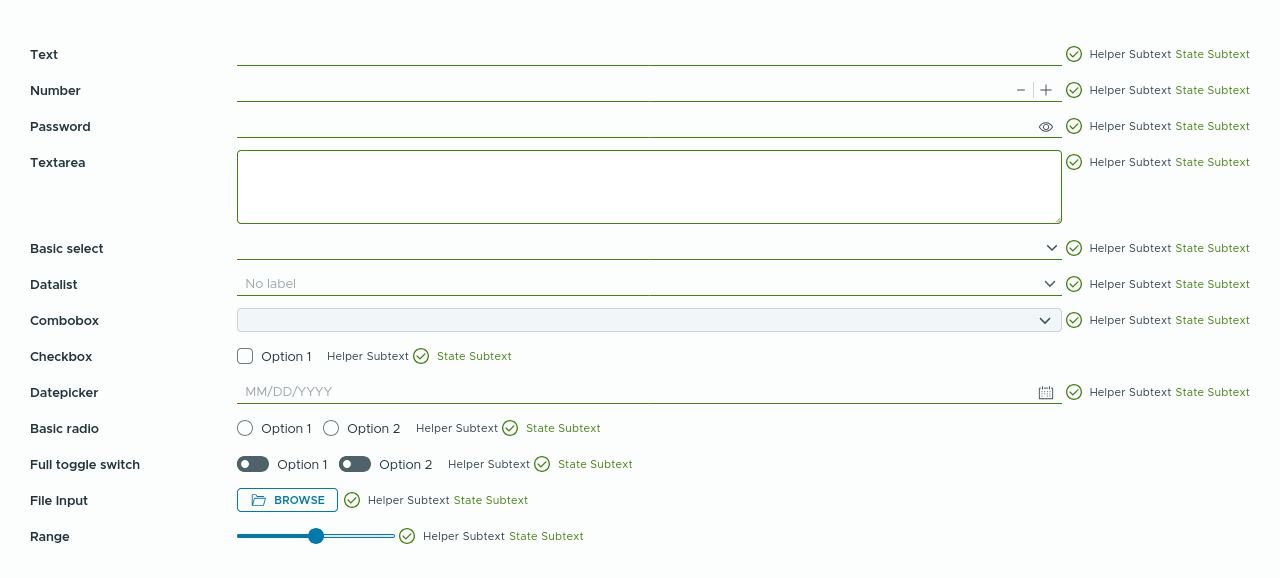 Text Helper Subtext State Subtext
Number Helper Subtext State Subtext
Password Helper Subtext State Subtext
Textarea Helper Subtext State Subtext
Basic select Helper Subtext State Subtext
Datalist No label Helper Subtext State Subtext
Combobox Helper Subtext State Subtext
Checkbox Option 1 Helper Subtext State Subtext
Datepicker MM/DD/YYYY Helper Subtext State Subtext
Basic radio Option 1 Option 2 Helper Subtext State Subtext
Full toggle switch Option 1 Option 2 Helper Subtext State Subtext
File Input BROWSE Helper Subtext State Subtext
Range Helper Subtext State Subtext